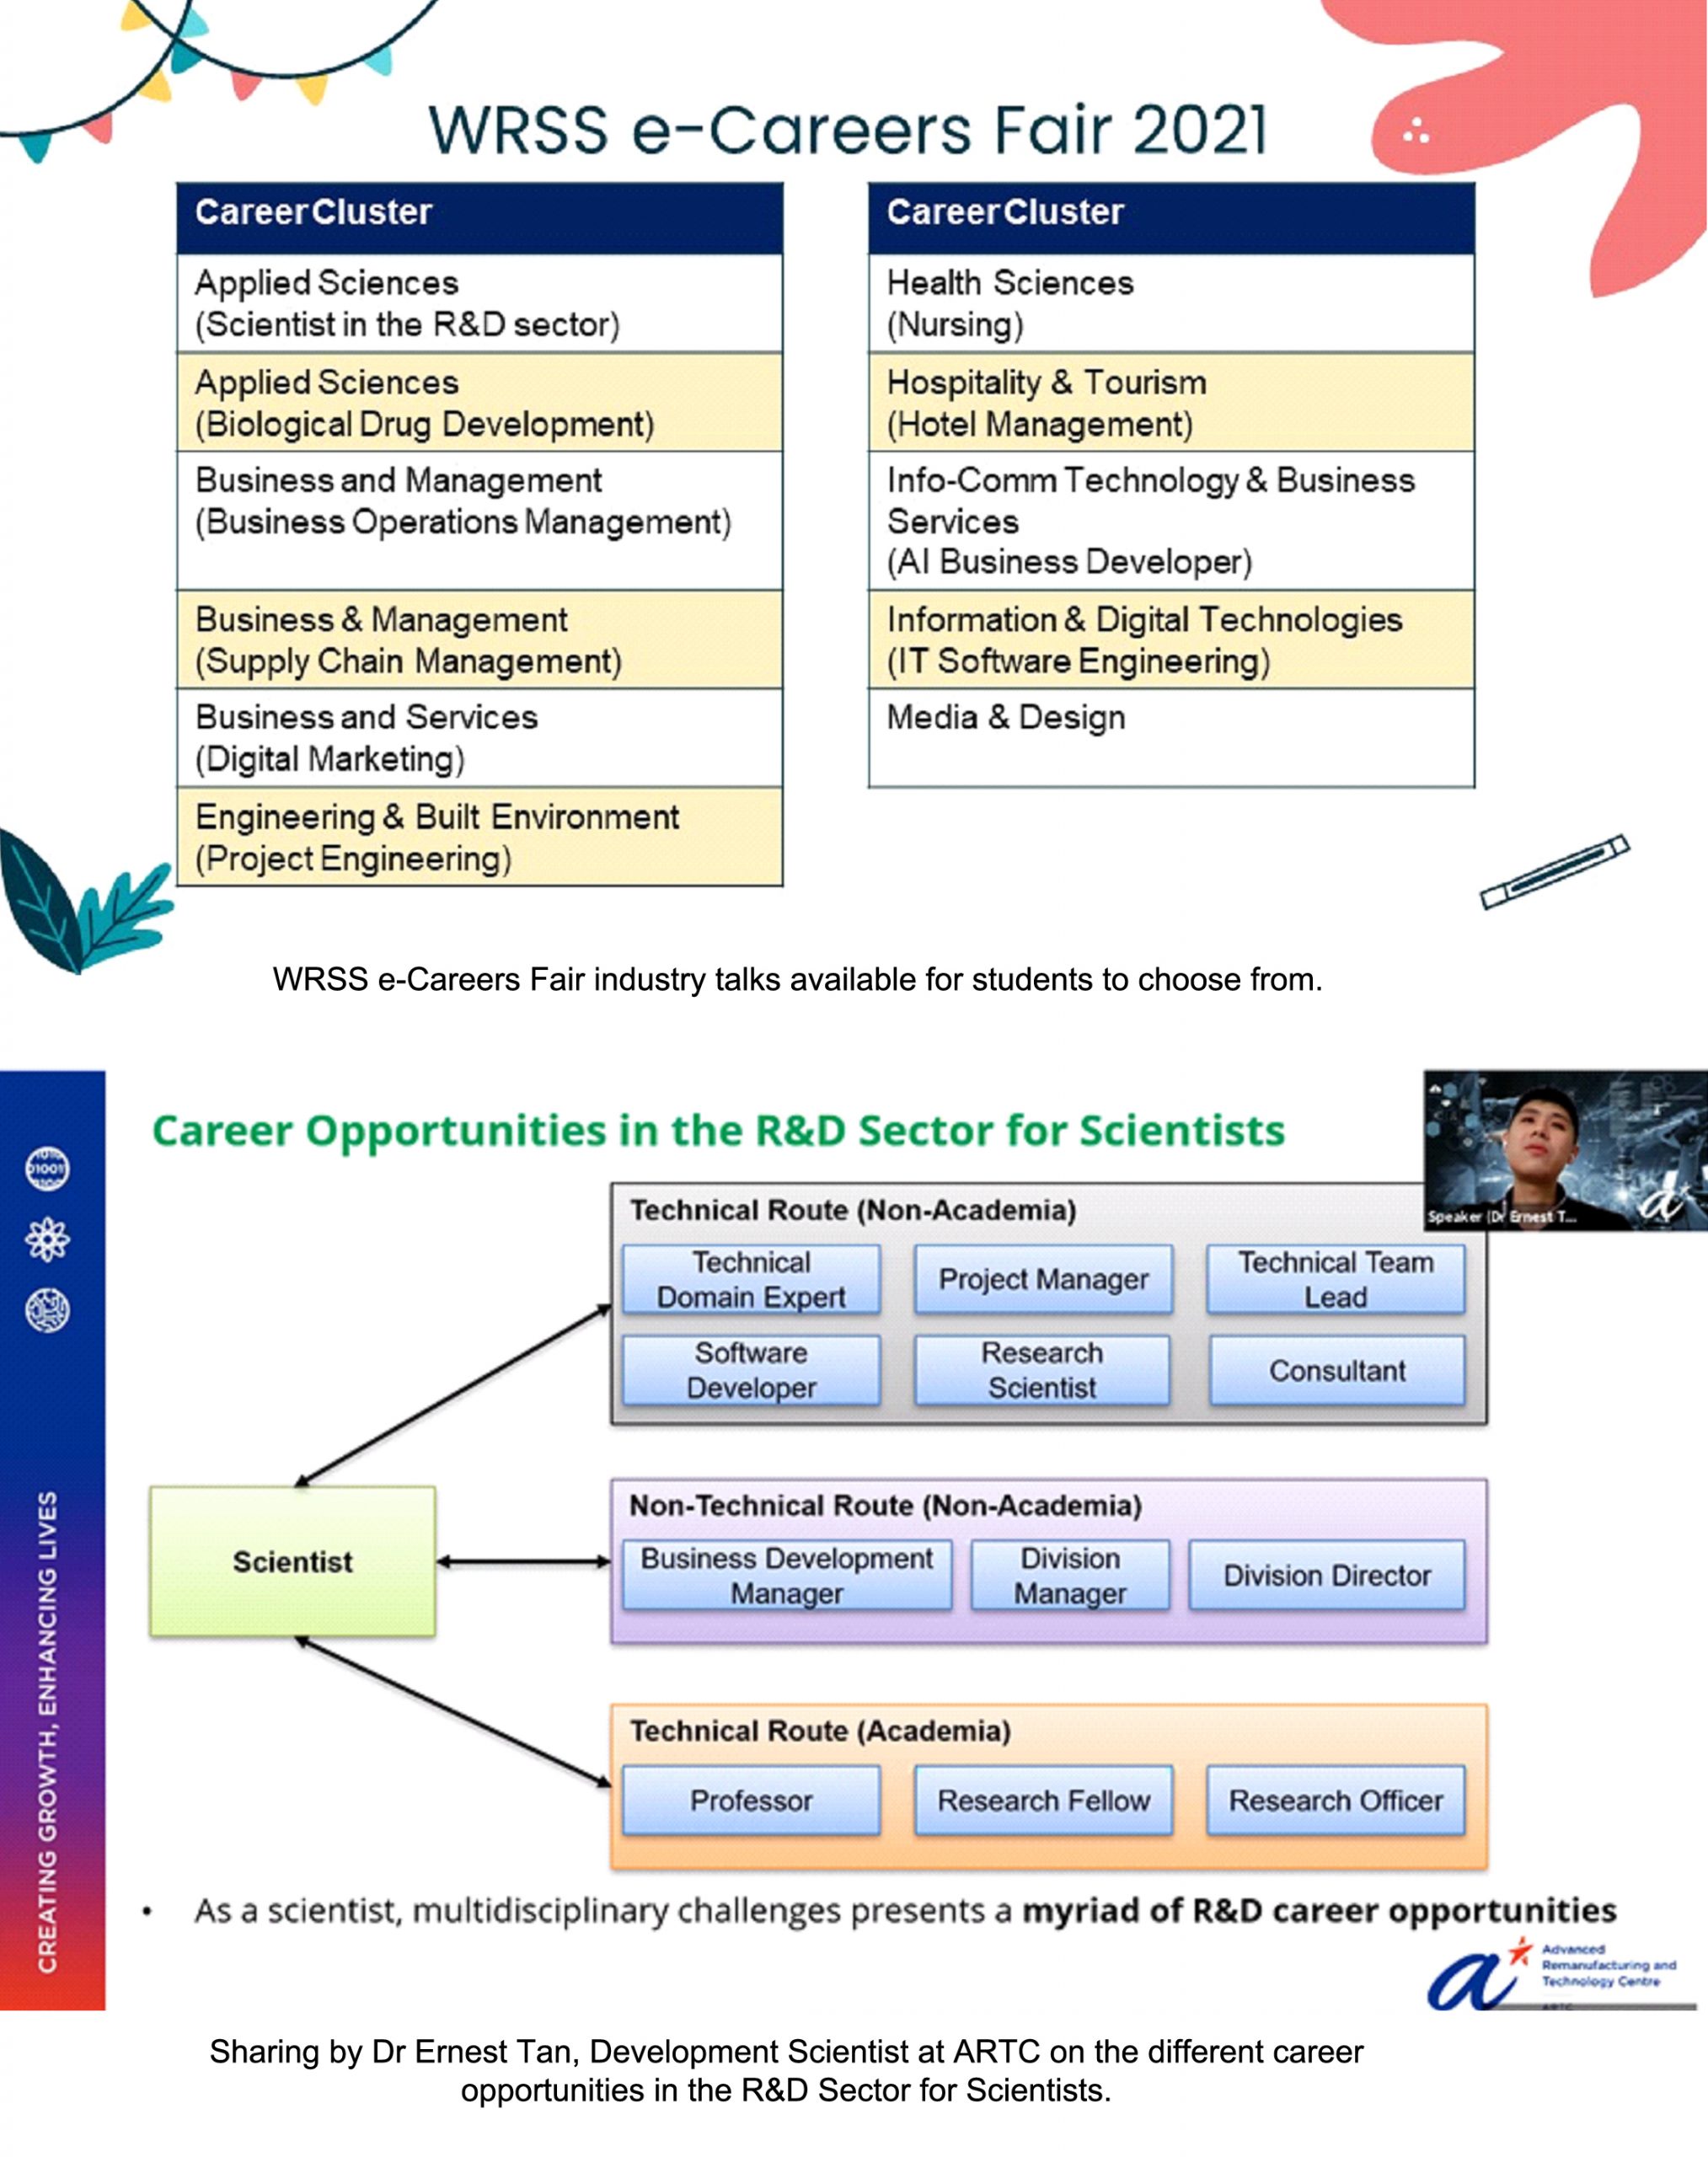 WRSS e-Careers Fair 2021
Career Cluster
Applied Sciences
(Scientist in the R&D sector)
Applied Sciences
(Biological Drug Development)
Business and Management
(Business Operations Management)
Business & Management
(Supply Chain Management)
Business and Services
(Digital Marketing)
Engineering & Built Environment
(Project Engineering)
Career Cluster
Health Sciences
(Nursing)
Hospitality & Tourism
(Hotel Management)
Info-Comm Technology & Business
Services
(AI Business Developer)
Information & Digital Technologies
(IT Software Engineering)
Media & Design
WRSS e-Careers Fair industry talks available for students to choose from.
CREATING GROWTH, ENHANCING LIVES
Career Opportunities in the R&D Sector for Scientists
Speaker (Dr Ernest T...
Technical Route (Non-Academia)
Technical
Domain Expert
Project Manager
Technical Team
Lead
Software
Developer
Research
Scientist
Consultant
Scientist
Non-Technical Route (Non-Academia)
Business Development
Manager
Division
Manager
Division Director
Technical Route (Academia)
Professor
Research Fellow
Research Officer
• As a scientist, multidisciplinary challenges presents a myriad of R&D career opportunities
Advanced
Remanufacturing and
Technology Centre
ARTC
Sharing by Dr Ernest Tan, Development Scientist at ARTC on the different career
opportunities in the R&D Sector for Scientists.